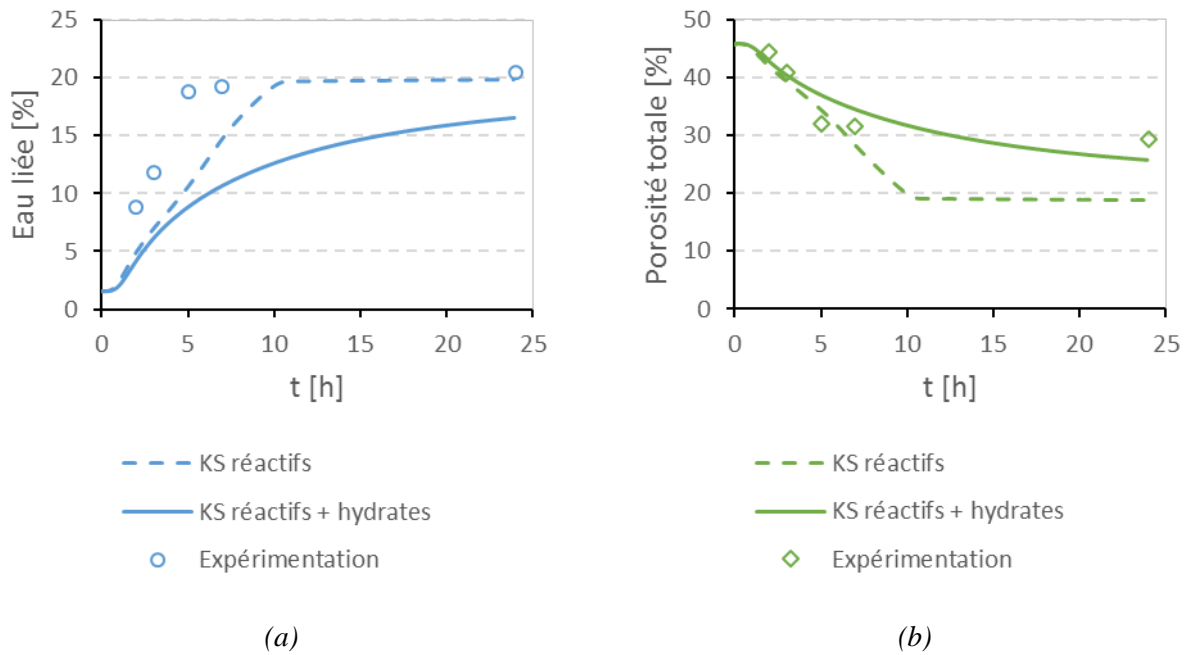 Eau liée [%]
25
20
15
10
5
0
0 5 10 15 20 25
t [h]
KS réactifs
KS réactifs + hydrates
Expérimentation
(a)
Porosité totale [%]
50
40
30
20
10
0
0 5 10 15 20 25
t [h]
KS réactifs
KS réactifs + hydrates
Expérimentation
(b)